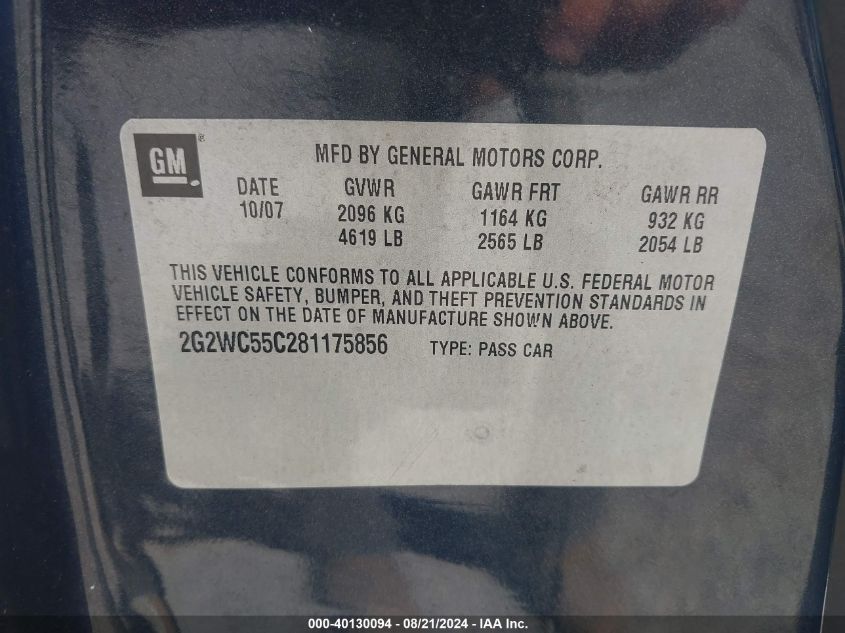 GM ®
MFD BY GENERAL MOTORS CORP.
DATE GVWR GAWR FRT GAWR RR
10/07 2096 KG 1164 KG 932 KG
4619 LB 2565 LB 2054 LB
THIS VEHICLE CONFORMS TO ALL APPLICABLE U.S. FEDERAL MOTOR
VEHICLE SAFETY, BUMPER, AND THEFT PREVENTION STANDARDS IN
EFFECT ON THE DATE OF MANUFACTURE SHOWN ABOVE.
2G2WC55C281175856 TYPE: PASS CAR
000-40130094 - 08/21/2024 - IAA Inc.